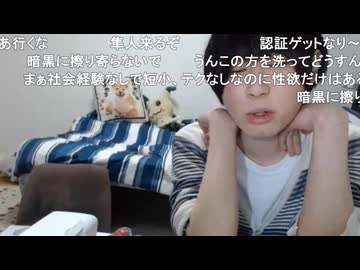 あ行くな 隼人来るぞ 認証ゲットなり～
暗黒に擦り寄らないで うんこの方を洗ってどうすん
まぁ社会経験なしで短小、テクなしなのに性欲だけはあ
暗黒に擦り